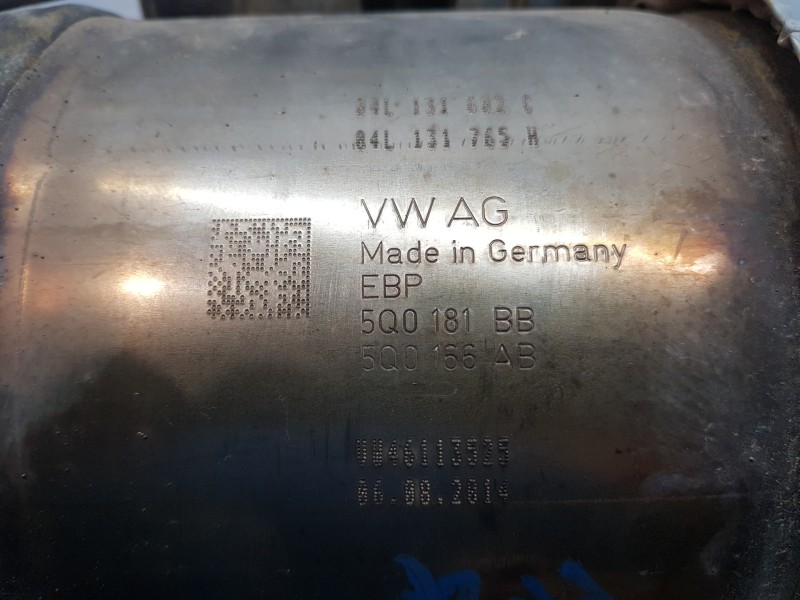 04L 131 602 C
04L 131 765 H
VW AG
Made in Germany
EBP
5Q0 181 BB
5Q0 166 AB
VU46113525
06.08.2014